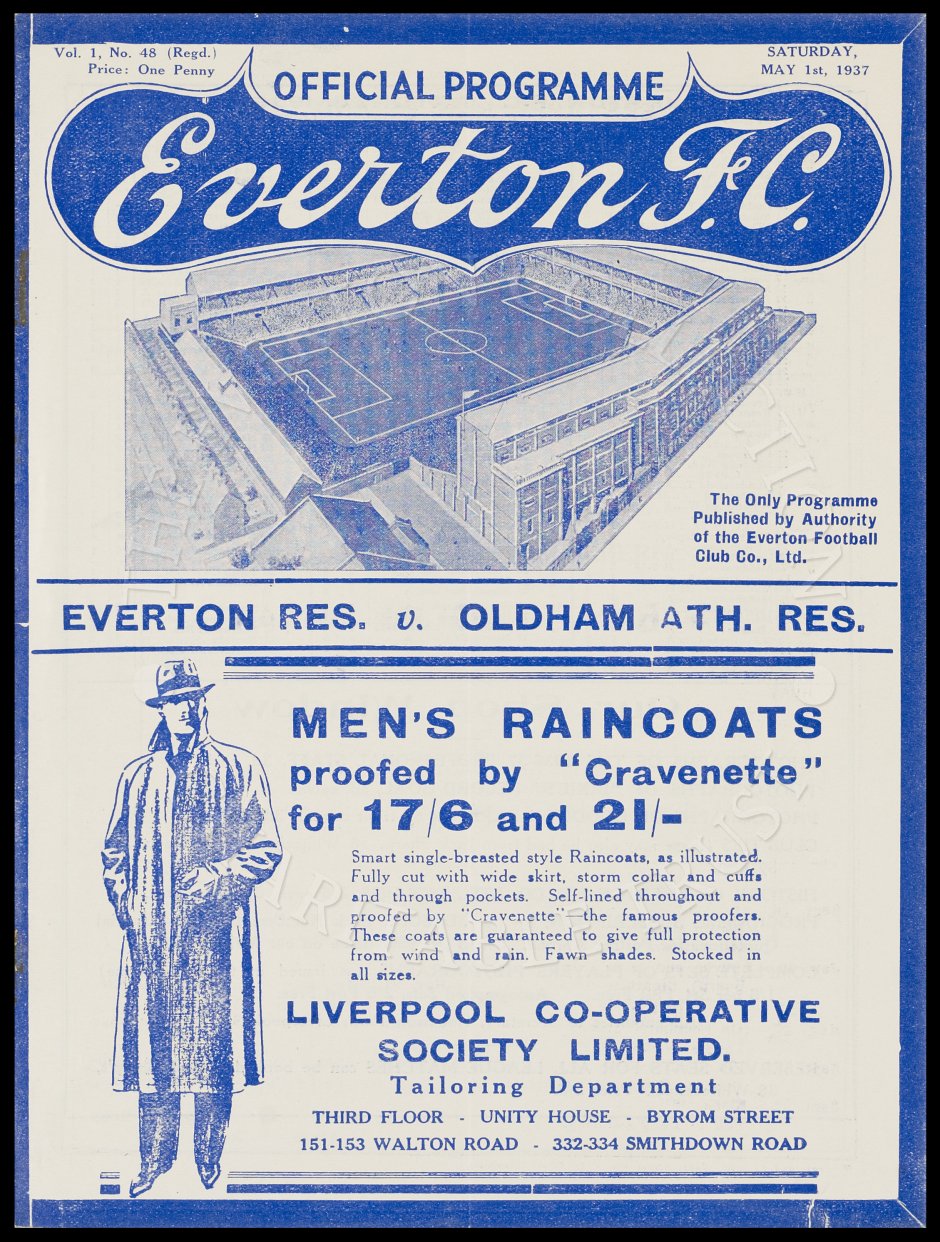 Vol. 1, No. 48 (Regd.)
Price: One Penny
SATURDAY,
MAY 1st, 1937
OFFICIAL PROGRAMME
Everton F.C.
The Only Programme
Published by Authority
of the Everton Football
Club Co., Ltd.
EVERTON RES. v. OLDHAM ATH. RES.
MEN'S RAINCOATS
proofed by "Cravenette"
for 17/6 and 21/-
Smart single-breasted style Raincoats, as illustrated.
Fully cut with wide skirt, storm collar and cuffs
and through pockets. Self-lined throughout and
proofed by "Cravenette" the famous proofers.
These coats are guaranteed to give full protection
from wind and rain. Fawn shades. Stocked in
all sizes.
LIVERPOOL CO-OPERATIVE
SOCIETY LIMITED.
Tailoring Department
THIRD FLOOR - UNITY HOUSE - BYROM STREET
151-153 WALTON ROAD - 332-334 SMITHDOWN ROAD